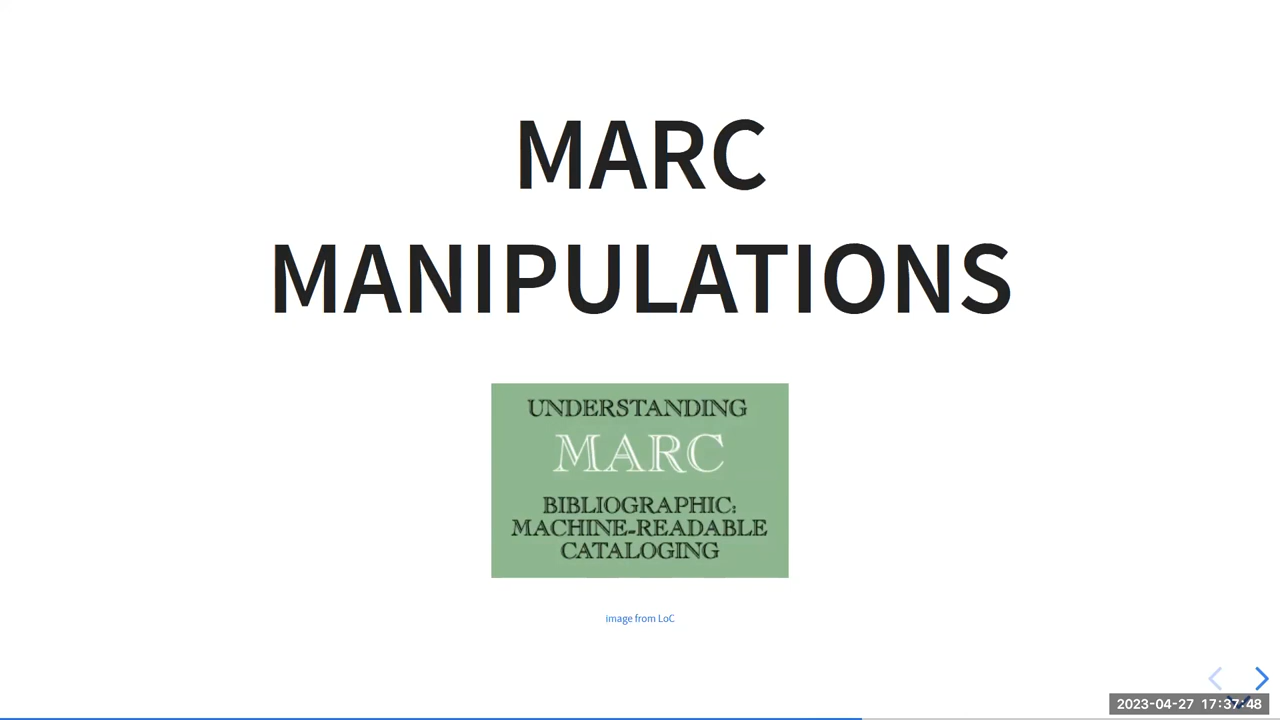 MARC
MANIPULATIONS
UNDERSTANDING
MARC
BIBLIOGRAPHIC:
MACHINE-READABLE
CATALOGING
image from LoC
2023-04-27 17:37:48